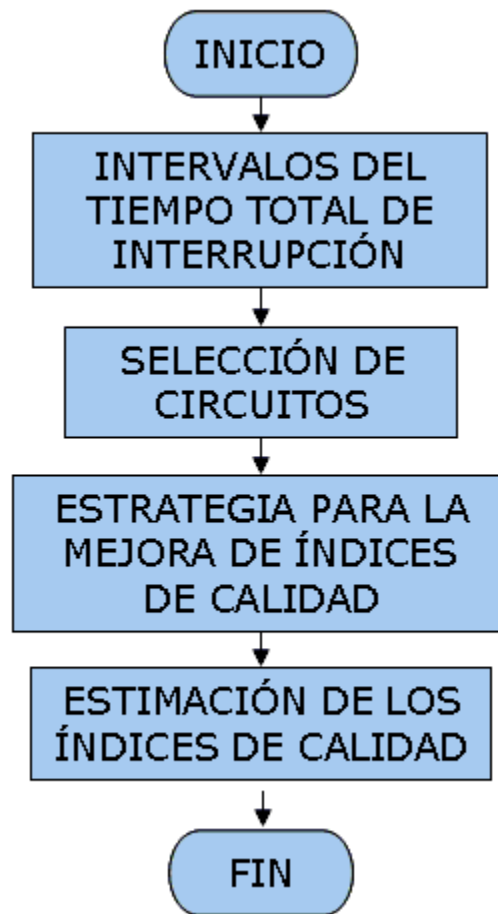 INICIO
INTERVALOS DEL
TIEMPO TOTAL DE
INTERRUPCIÓN
SELECCIÓN DE
CIRCUITOS
ESTRATEGIA PARA LA
MEJORA DE ÍNDICES
DE CALIDAD
ESTIMACIÓN DE LOS
ÍNDICES DE CALIDAD
FIN